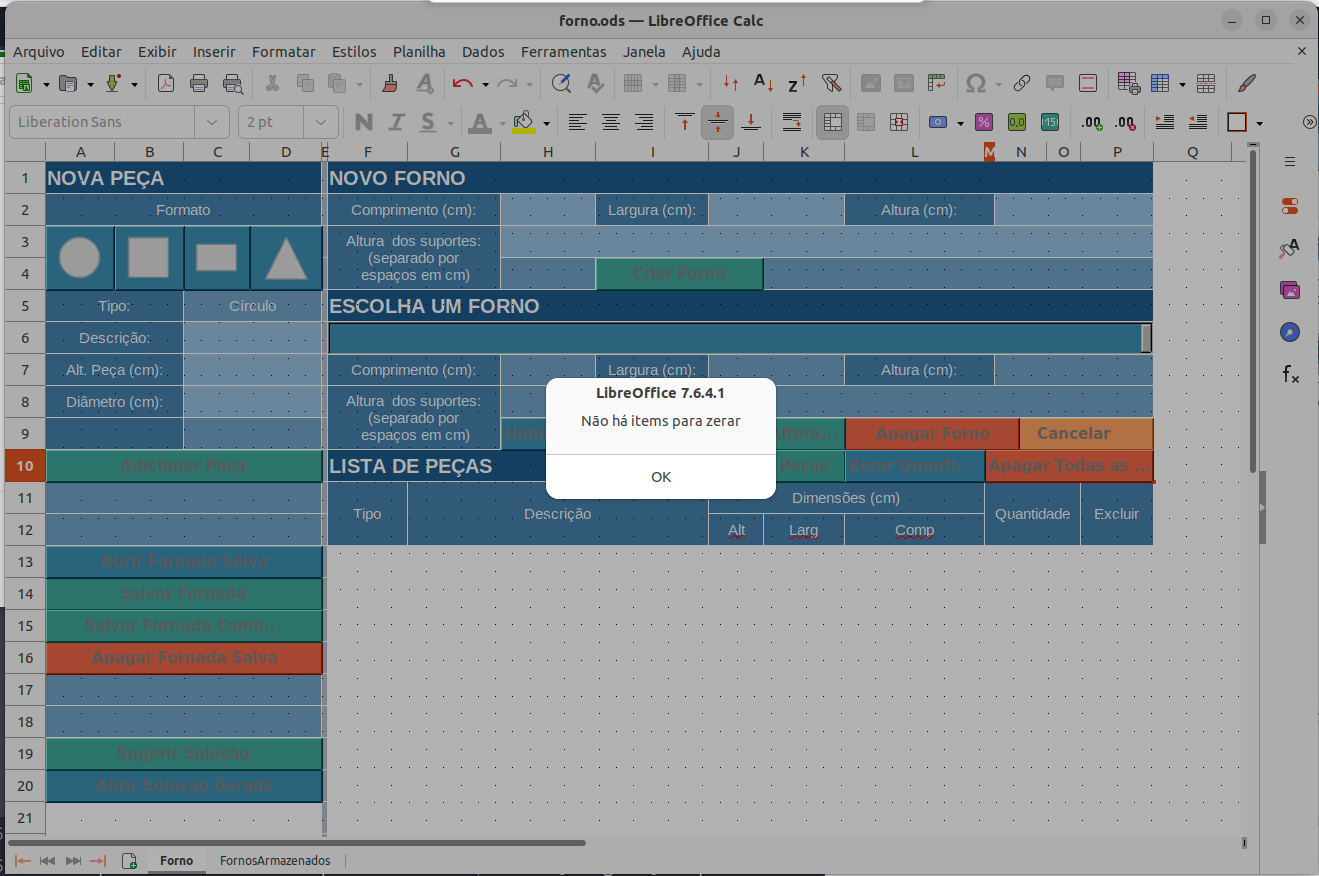 forno.ods — LibreOffice Calc
Arquivo Editar Exibir Inserir Formatar Estilos Planilha Dados Ferramentas Janela Ajuda
Liberation Sans 2 pt
A B C D E F G H I J K L M N O P Q
1 NOVA PEÇA NOVO FORNO
2 Formato Comprimento (cm): Largura (cm): Altura (cm):
3 Altura dos suportes:
(separado por
4 espaços em cm) Criar Forno
5 Tipo: Círculo ESCOLHA UM FORNO
6 Descrição:
7 Alt. Peça (cm): Comprimento (cm): Largura (cm): Altura (cm):
8 Diâmetro (cm): Altura dos suportes:
(separado por
9 espaços em cm) Apagar Forno Cancelar
10 Adicionar Peça LISTA DE PEÇAS Peças Zerar Quanti... Apagar Todas as ...
11 Tipo Descrição Dimensões (cm) Quantidade Excluir
12 Alt Larg Comp
13 Abrir Fornada Salva
14 Salvar Fornada
15 Salvar Fornada Como...
16 Apagar Fornada Salva
17
18
19 Sugerir Solução
20 Abrir Solução Gerada
21
LibreOffice 7.6.4.1
Não há items para zerar
OK
Forno FornosArmazenados